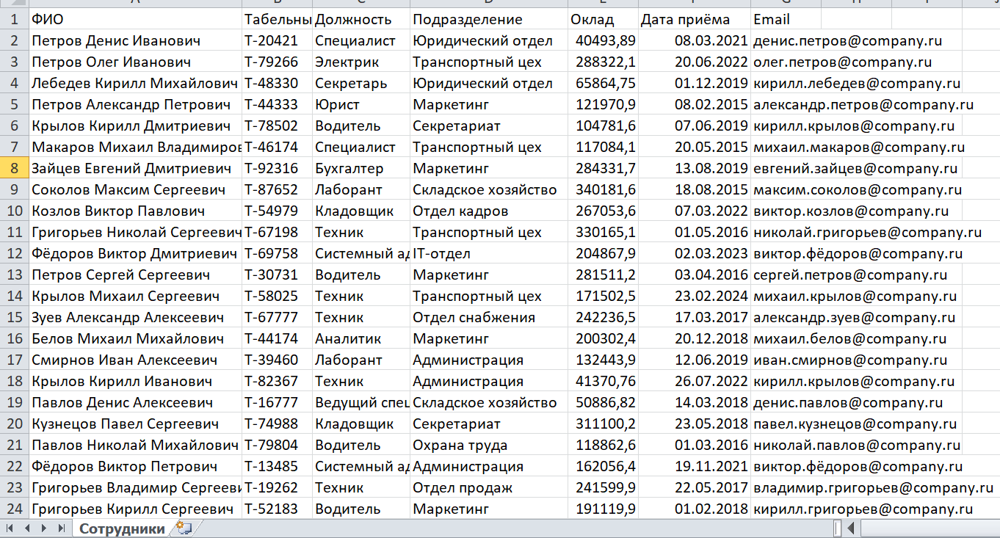 1 ФИО Табельны Должность Подразделение Оклад Дата приёма Email
2 Петров Денис Иванович Т-20421 Специалист Юридический отдел 40493,89 08.03.2021 денис.петров@company.ru
3 Петров Олег Иванович Т-79266 Электрик Транспортный цех 288322,1 20.06.2022 олег.петров@company.ru
4 Лебедев Кирилл Михайлович Т-48330 Секретарь Юридический отдел 65864,75 01.12.2019 кирилл.лебедев@company.ru
5 Петров Александр Петрович Т-44333 Юрист Маркетинг 121970,9 08.02.2015 александр.петров@company.ru
6 Крылов Кирилл Дмитриевич Т-78502 Водитель Секретариат 104781,6 07.06.2019 кирилл.крылов@company.ru
7 Макаров Михаил Владимиров Т-46174 Специалист Транспортный цех 117084,1 20.05.2015 михаил.макаров@company.ru
8 Зайцев Евгений Дмитриевич Т-92316 Бухгалтер Маркетинг 284331,7 13.08.2019 евгений.зайцев@company.ru
9 Соколов Максим Сергеевич Т-87652 Лаборант Складское хозяйство 340181,6 18.08.2015 максим.соколов@company.ru
10 Козлов Виктор Павлович Т-54979 Кладовщик Отдел кадров 267053,6 07.03.2022 виктор.козлов@company.ru
11 Григорьев Николай Сергеевич Т-67198 Техник Транспортный цех 330165,1 01.05.2016 николай.григорьев@company.ru
12 Фёдоров Виктор Дмитриевич Т-69758 Системный ад IT-отдел 204867,9 02.03.2023 виктор.фёдоров@company.ru
13 Петров Сергей Сергеевич Т-30731 Водитель Маркетинг 281511,2 03.04.2016 сергей.петров@company.ru
14 Крылов Михаил Сергеевич Т-58025 Техник Транспортный цех 171502,5 23.02.2024 михаил.крылов@company.ru
15 Зуев Александр Алексеевич Т-67777 Техник Отдел снабжения 242236,5 17.03.2017 александр.зуев@company.ru
16 Белов Михаил Михайлович Т-44174 Аналитик Маркетинг 200302,4 20.12.2018 михаил.белов@company.ru
17 Смирнов Иван Алексеевич Т-39460 Лаборант Администрация 132443,9 12.06.2019 иван.смирнов@company.ru
18 Крылов Кирилл Иванович Т-82367 Техник Администрация 41370,76 26.07.2022 кирилл.крылов@company.ru
19 Павлов Денис Алексеевич Т-16777 Ведущий спец Складское хозяйство 50886,82 14.03.2018 денис.павлов@company.ru
20 Кузнецов Павел Сергеевич Т-74988 Кладовщик Секретариат 311100,2 23.05.2018 павел.кузнецов@company.ru
21 Павлов Николай Михайлович Т-79804 Водитель Охрана труда 118862,6 01.03.2016 николай.павлов@company.ru
22 Фёдоров Виктор Петрович Т-13485 Системный ад Администрация 162056,4 19.11.2021 виктор.фёдоров@company.ru
23 Григорьев Владимир Сергееви Т-19262 Техник Отдел продаж 241599,9 22.05.2017 владимир.григорьев@company.ru
24 Григорьев Кирилл Сергеевич Т-52183 Водитель Маркетинг 191119,9 01.02.2018 кирилл.григорьев@company.ru
Сотрудники